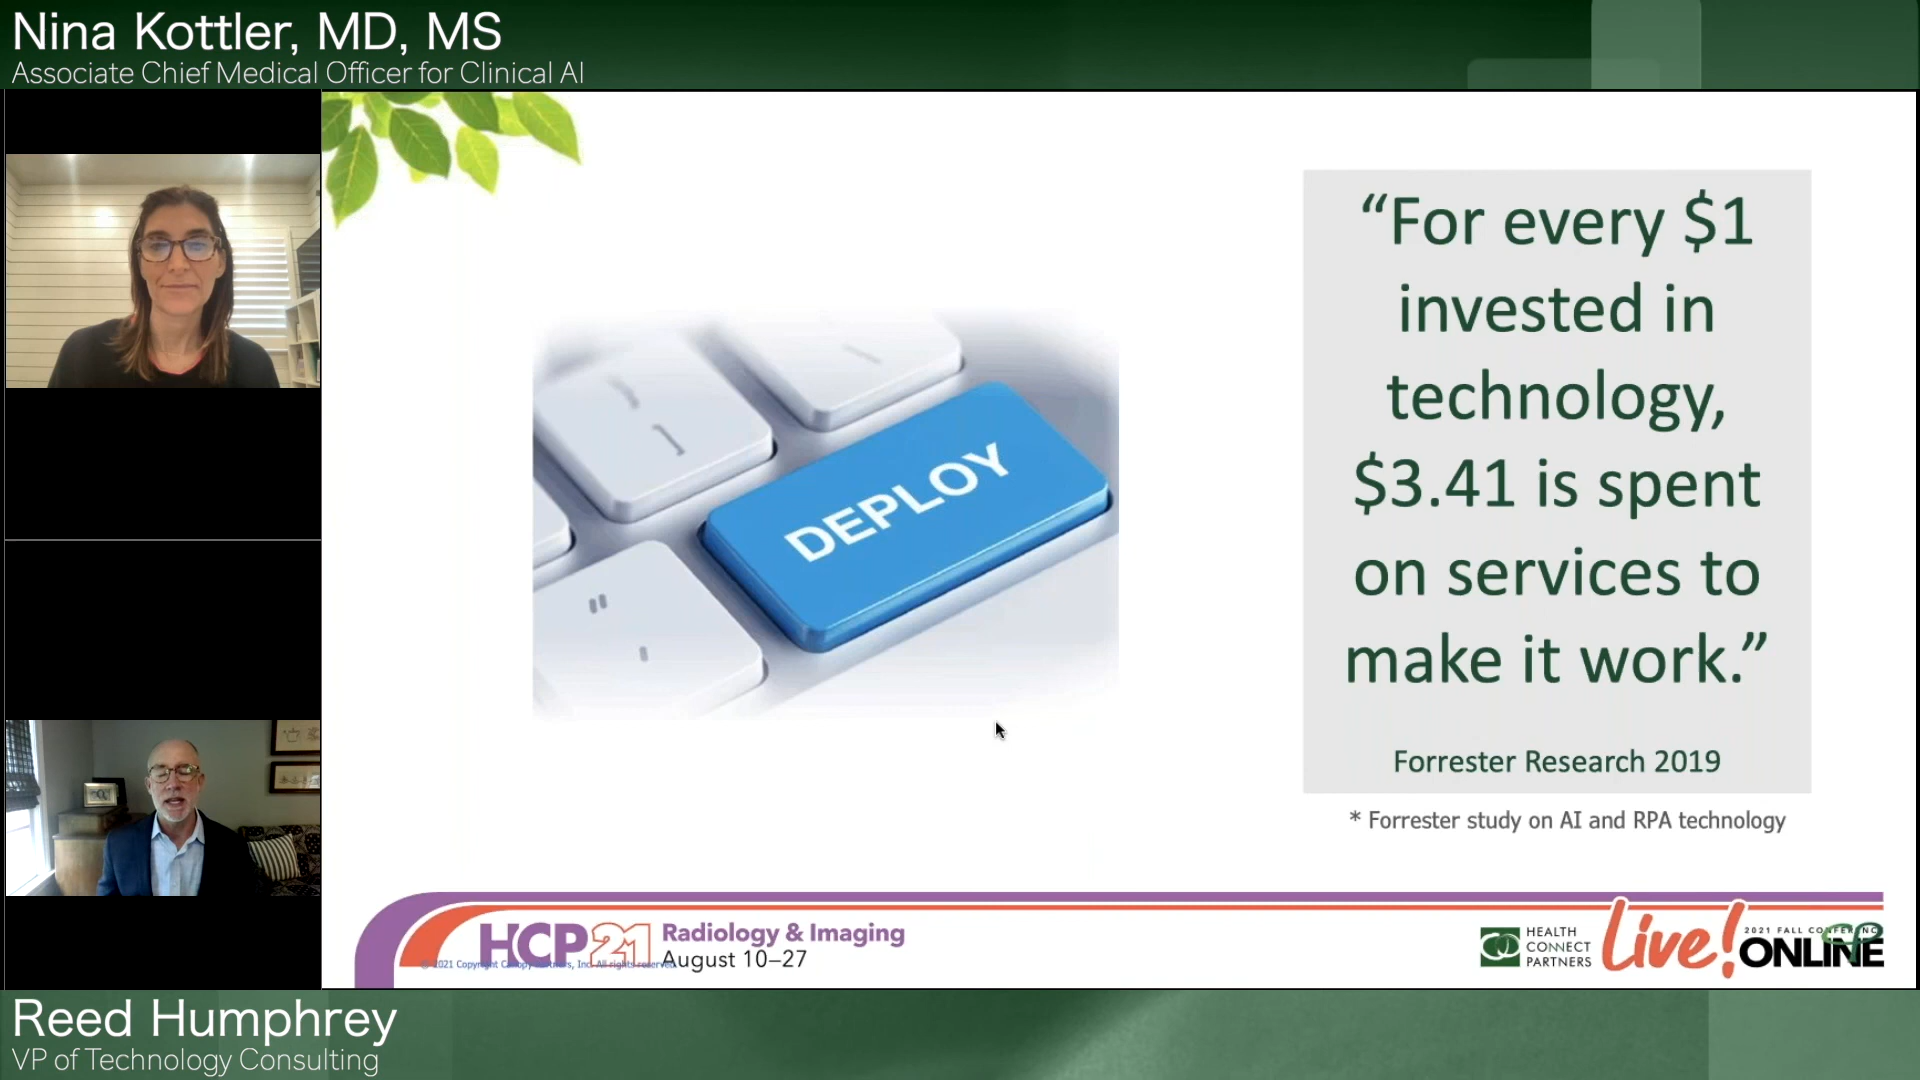 Nina Kottler, MD, MS
Associate Chief Medical Officer for Clinical AI
DEPLOY
“For every $1
invested in
technology,
$3.41 is spent
on services to
make it work.”
Forrester Research 2019
* Forrester study on AI and RPA technology
HCP21
Radiology & Imaging
August 10–27
© 2021 Copyright Canopy Partners, Inc. All rights reserved.
HEALTH
CONNECT
PARTNERS
Live!
2021 FALL CONFERENCE
ONLINE
Reed Humphrey
VP of Technology Consulting